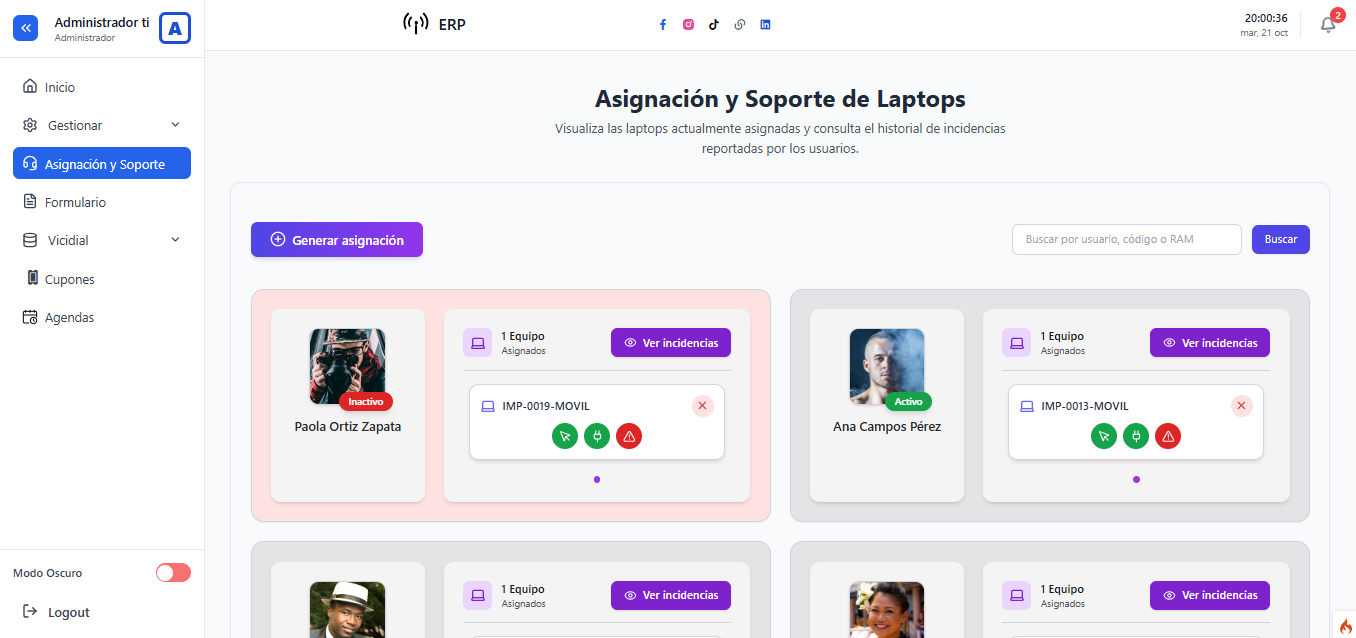 Administrador ti
Administrador
A
ERP
20:00:36
mar, 21 oct
2
Inicio
Gestionar
Asignación y Soporte
Formulario
Vicidial
Cupones
Agendas
Modo Oscuro
Logout
Asignación y Soporte de Laptops
Visualiza las laptops actualmente asignadas y consulta el historial de incidencias
reportadas por los usuarios.
Generar asignación
Buscar por usuario, código o RAM
Buscar
Inactivo
Paola Ortiz Zapata
1 Equipo
Asignados
Ver incidencias
IMP-0019-MOVIL
Activo
Ana Campos Pérez
1 Equipo
Asignados
Ver incidencias
IMP-0013-MOVIL
1 Equipo
Asignados
Ver incidencias
1 Equipo
Asignados
Ver incidencias